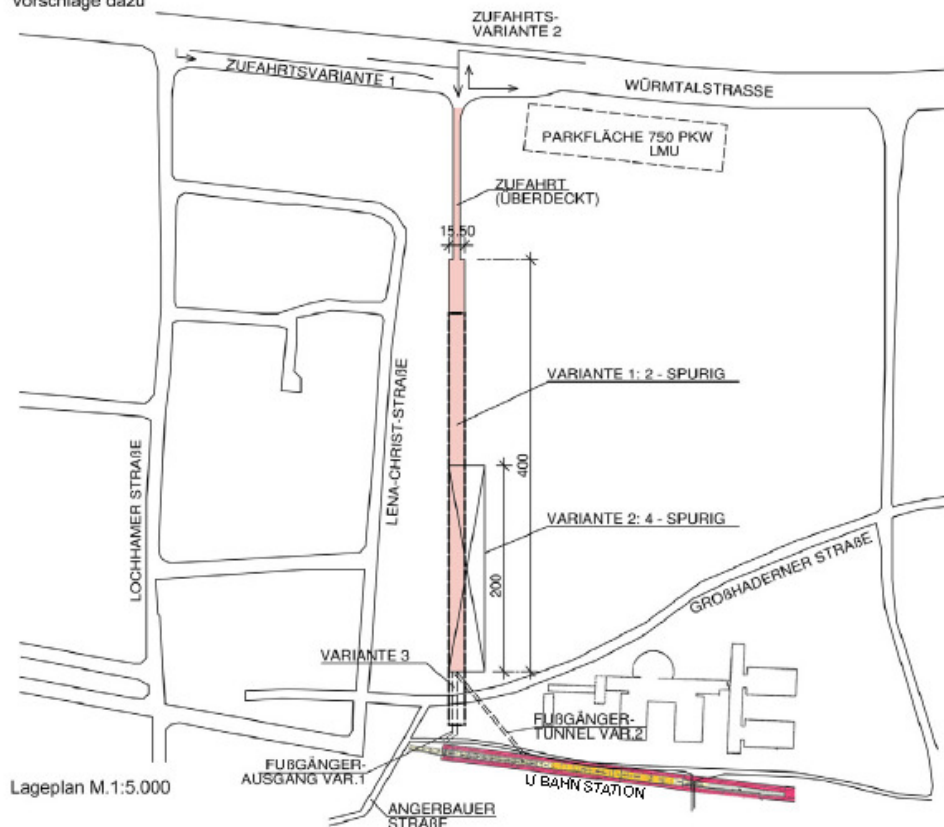 Vorschläge dazu
ZUFAHRTS-
VARIANTE 2
ZUFAHRTSVARIANTE 1
WÜRMTALSTRASSE
PARKFLÄCHE 750 PKW
LMU
ZUFAHRT
(ÜBERDECKT)
15.50
VARIANTE 1: 2 - SPURIG
400
LOCHHAMER STRAßE
LENA-CHRIST-STRAßE
VARIANTE 2: 4 - SPURIG
200
GROßHADERNER STRAßE
VARIANTE 3
FUßGÄNGER-
TUNNEL VAR.2
FUßGÄNGER-
AUSGANG VAR.1
U BAHN STATION
Lageplan M.1:5.000
ANGERBAUER
STRAßE